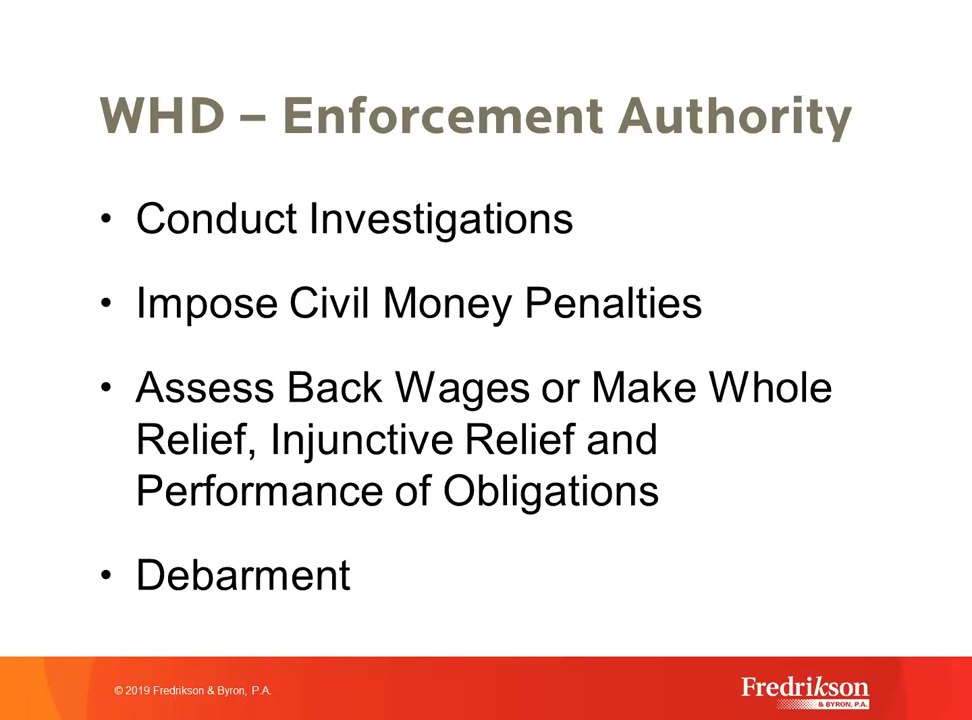 WHD – Enforcement Authority
• Conduct Investigations
• Impose Civil Money Penalties
• Assess Back Wages or Make Whole
Relief, Injunctive Relief and
Performance of Obligations
• Debarment
© 2019 Fredrikson & Byron, P.A.
Fredrikson
& BYRON, P.A.